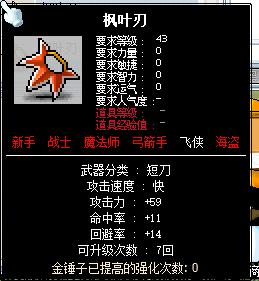 枫叶刃
要求等级： 43
要求力量： 0
要求敏捷： 0
要求智力： 0
要求运气： 0
要求人气度： -
道具等级： -
道具经验值： -
新手 战士 魔法师 弓箭手 飞侠 海盗
武器分类 : 短刀
攻击速度 : 快
攻击力 : +59
命中率 : +11
回避率 : +14
可升级次数 : 7回
金锤子已提高的强化次数: 0